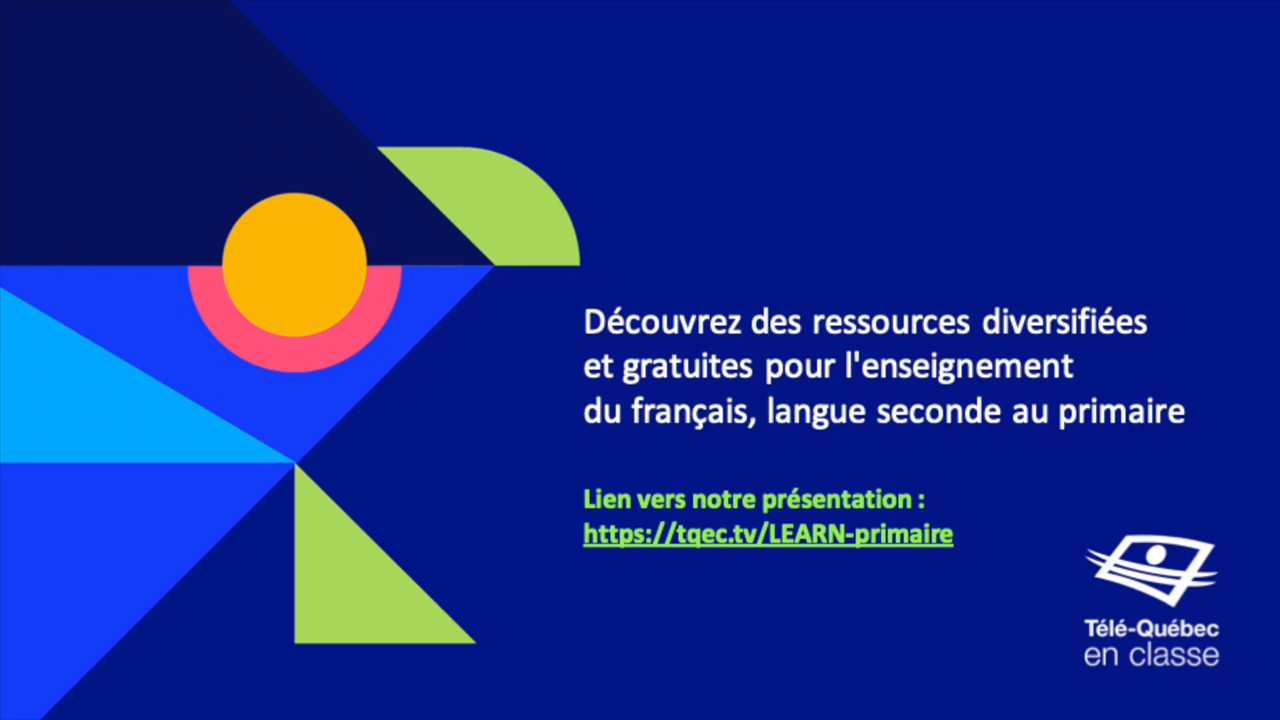 Découvrez des ressources diversifiées
et gratuites pour l'enseignement
du français, langue seconde au primaire
Lien vers notre présentation :
https://tqec.tv/LEARN-primaire
Télé-Québec
en classe